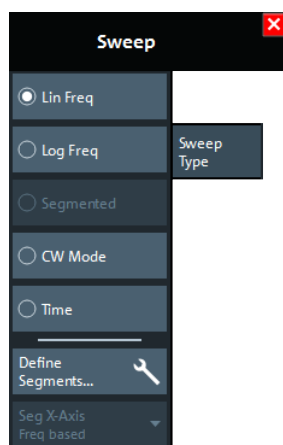 Sweep
Lin Freq
Log Freq
Sweep
Type
Segmented
CW Mode
Time
Define
Segments...
Seg X-Axis
Freq based